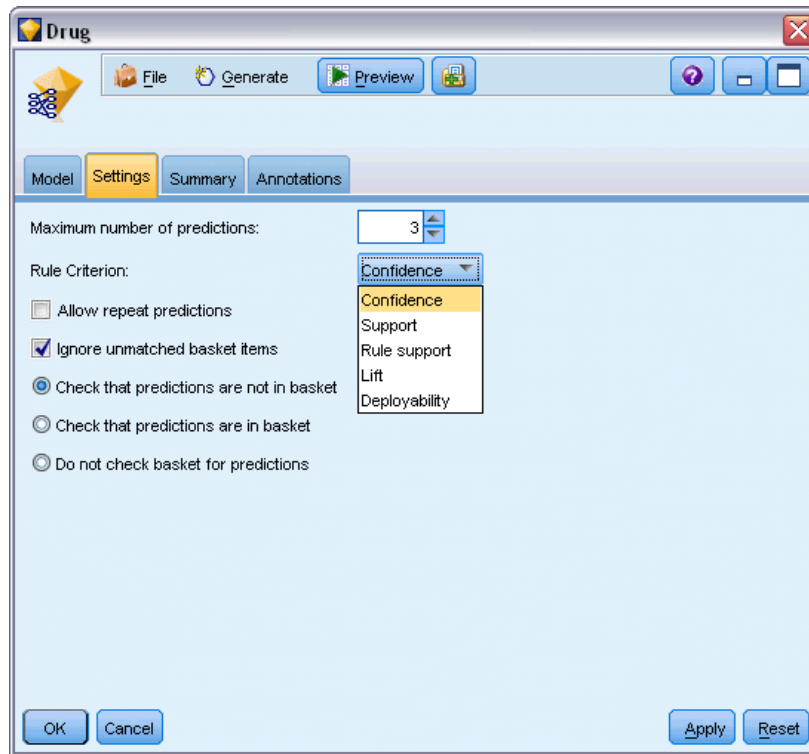 Drug
File Generate Preview
Model Settings Summary Annotations
Maximum number of predictions: 3
Rule Criterion: Confidence
Confidence
Allow repeat predictions
Support
Ignore unmatched basket items
Rule support
Lift
Check that predictions are not in basket
Deployability
Check that predictions are in basket
Do not check basket for predictions
OK Cancel Apply Reset